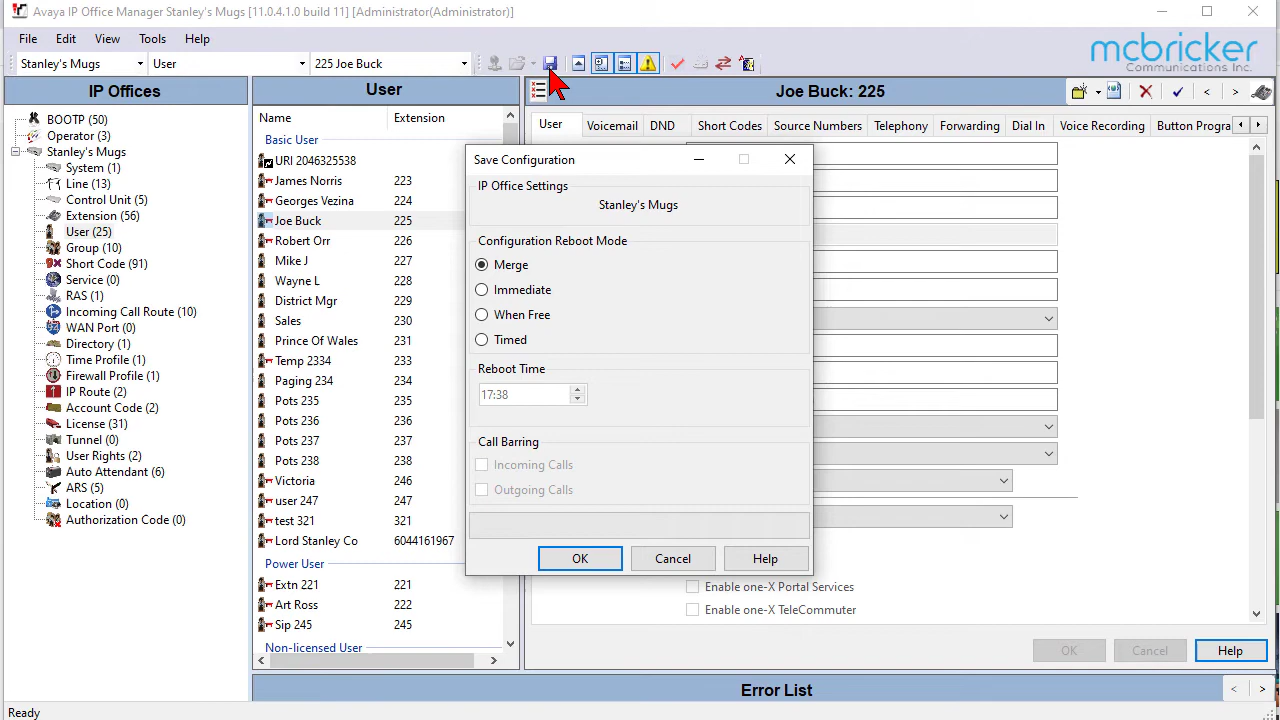 Avaya IP Office Manager Stanley's Mugs [11.0.4.1.0 build 11] [Administrator(Administrator)]
File Edit View Tools Help
mcbricker
Communications Inc.
Stanley's Mugs User 225 Joe Buck
IP Offices
BOOTP (50)
Operator (3)
Stanley's Mugs
System (1)
Line (13)
Control Unit (5)
Extension (56)
User (25)
Group (10)
Short Code (91)
Service (0)
RAS (1)
Incoming Call Route (10)
WAN Port (0)
Directory (1)
Time Profile (1)
Firewall Profile (1)
IP Route (2)
Account Code (2)
License (31)
Tunnel (0)
User Rights (2)
Auto Attendant (6)
ARS (5)
Location (0)
Authorization Code (0)
User
Name Extension
Basic User
URI 2046325538
James Norris 223
Georges Vezina 224
Joe Buck 225
Robert Orr 226
Mike J 227
Wayne L 228
District Mgr 229
Sales 230
Prince Of Wales 231
Temp 2334 233
Paging 234 234
Pots 235 235
Pots 236 236
Pots 237 237
Pots 238 238
Victoria 246
user 247 247
test 321 321
Lord Stanley Co 6044161967
Power User
Extn 221 221
Art Ross 222
Sip 245 245
Non-licensed User
Joe Buck: 225
User Voicemail DND Short Codes Source Numbers Telephony Forwarding Dial In Voice Recording Button Progra
Save Configuration
IP Office Settings
Stanley's Mugs
Configuration Reboot Mode
Merge
Immediate
When Free
Timed
Reboot Time
17:38
Call Barring
Incoming Calls
Outgoing Calls
OK Cancel Help
Enable one-X Portal Services
Enable one-X TeleCommuter
OK Cancel Help
Error List
Ready